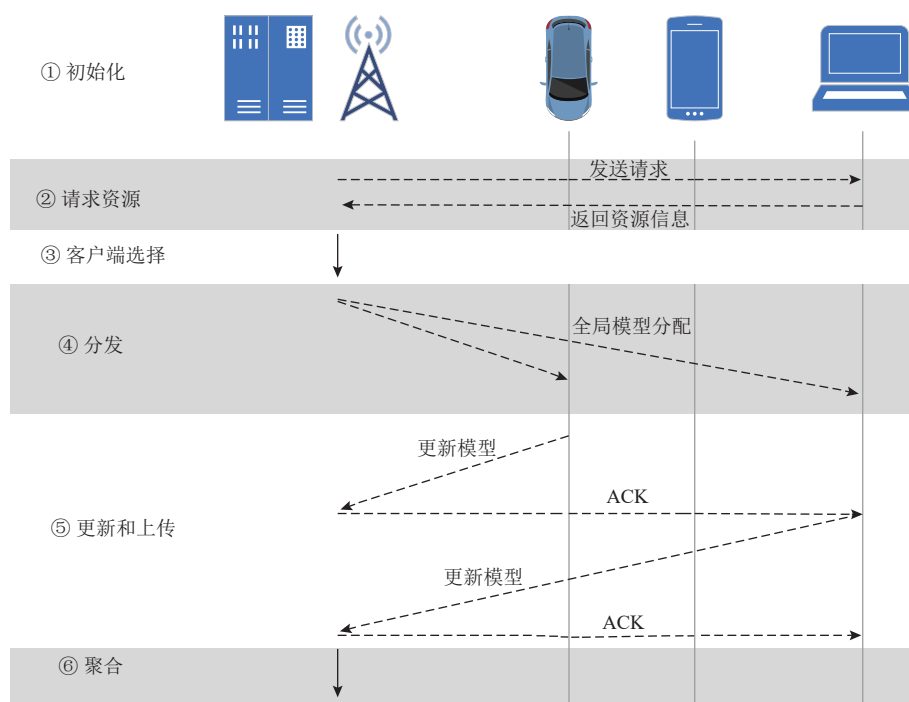 ① 初始化
发送请求
② 请求资源
返回资源信息
③ 客户端选择
全局模型分配
④ 分发
更新模型
ACK
⑤ 更新和上传
更新模型
ACK
⑥ 聚合